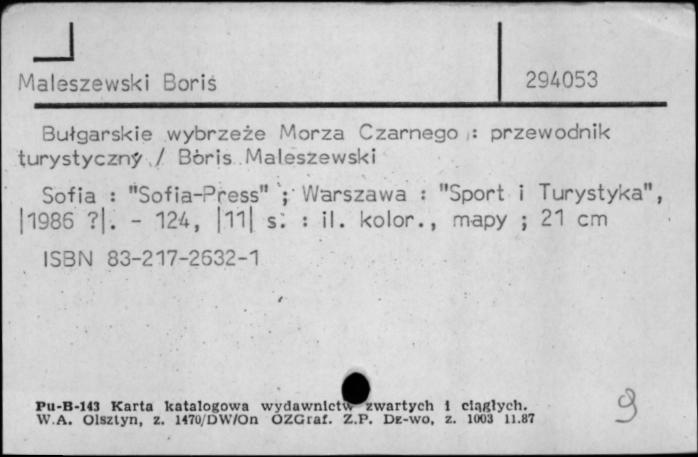 Maleszewski Boris 294053
Bułgarskie wybrzeże Morza Czarnego : przewodnik
turystyczny / Boris Maleszewski
Sofia : "Sofia-Press" ; Warszawa : "Sport i Turystyka",
|1986 ?|. - 124, |11| s. : il. kolor., mapy ; 21 cm
ISBN 83-217-2632-1
Pu-B-143 Karta katalogowa wydawnictw zwartych i ciągłych.
W.A. Olsztyn, z. 1470/DW/On OZGraf. Z.P. Dz-wo, z. 1003 11.87